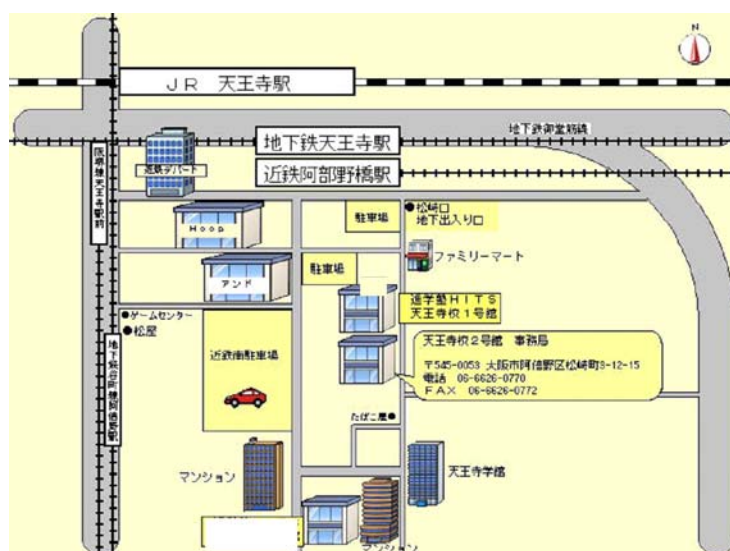 N
JR 天王寺駅
地下鉄御堂筋線
地下鉄天王寺駅
近鉄阿部野橋駅
近鉄デパート
阪堺線天王寺駅前
Hoop
駐車場
●松崎口
地下出入り口
ファミリーマート
アンド
駐車場
進学塾HITS
天王寺校1号館
●ゲームセンター
●松屋
近鉄南駐車場
天王寺校2号館 事務局
〒545-0053 大阪市阿倍野区松崎町3-12-15
電話 06-6626-0770
FAX 06-6626-0772
地下鉄谷町線阿倍野駅
たばこ屋●
マンション
天王寺学館
マンション